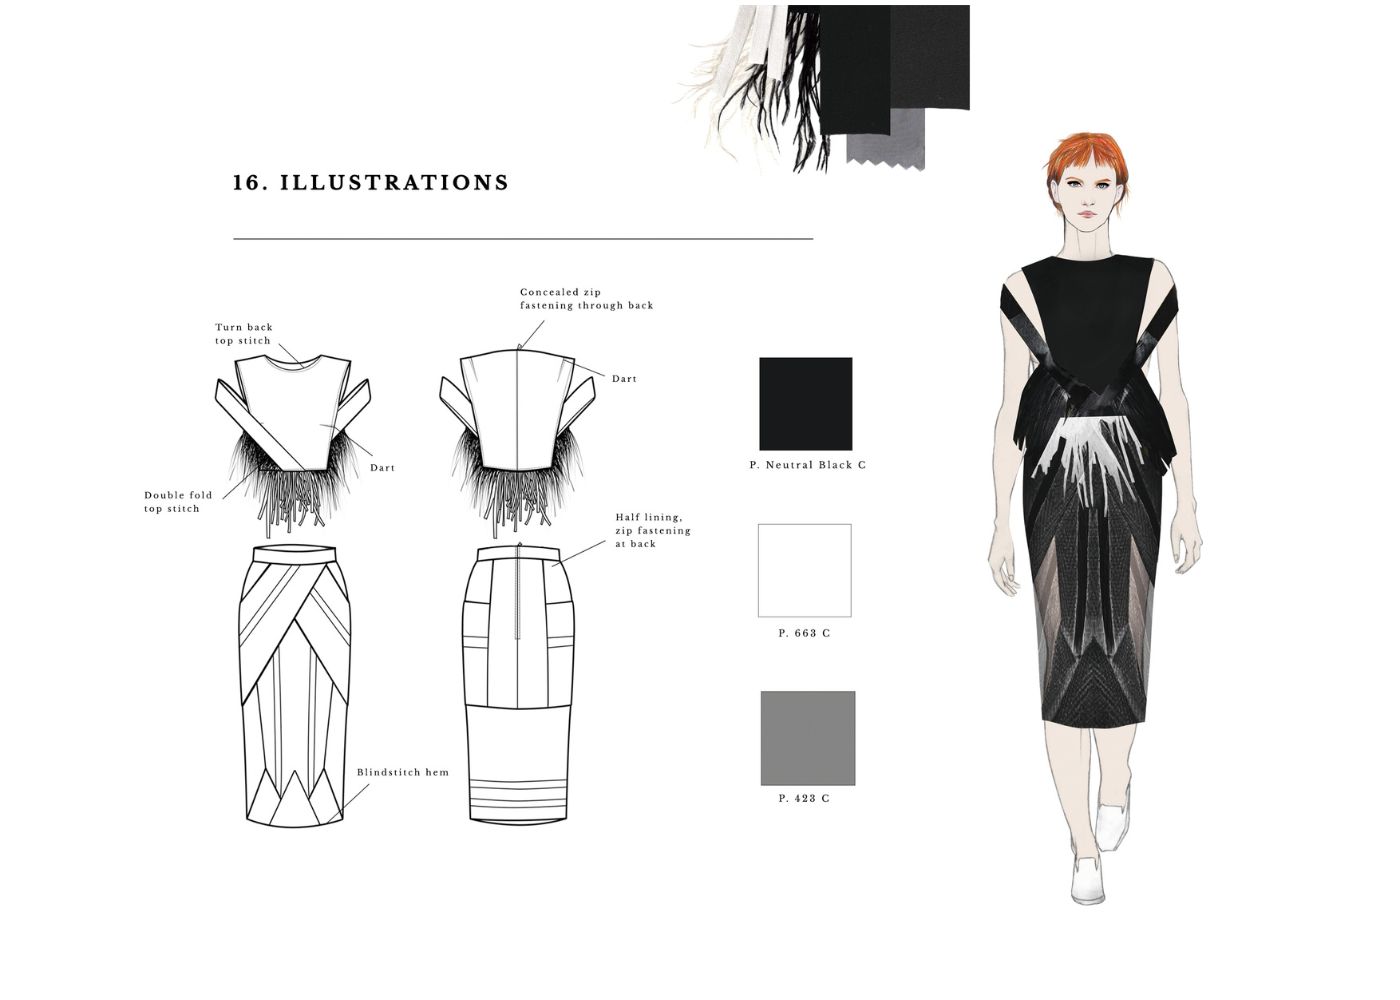 16. ILLUSTRATIONS
Concealed zip
fastening through back
Turn back
top stitch
Dart
Dart
Double fold
top stitch
Half lining,
zip fastening
at back
Blindstitch hem
P. Neutral Black C
P. 663 C
P. 423 C